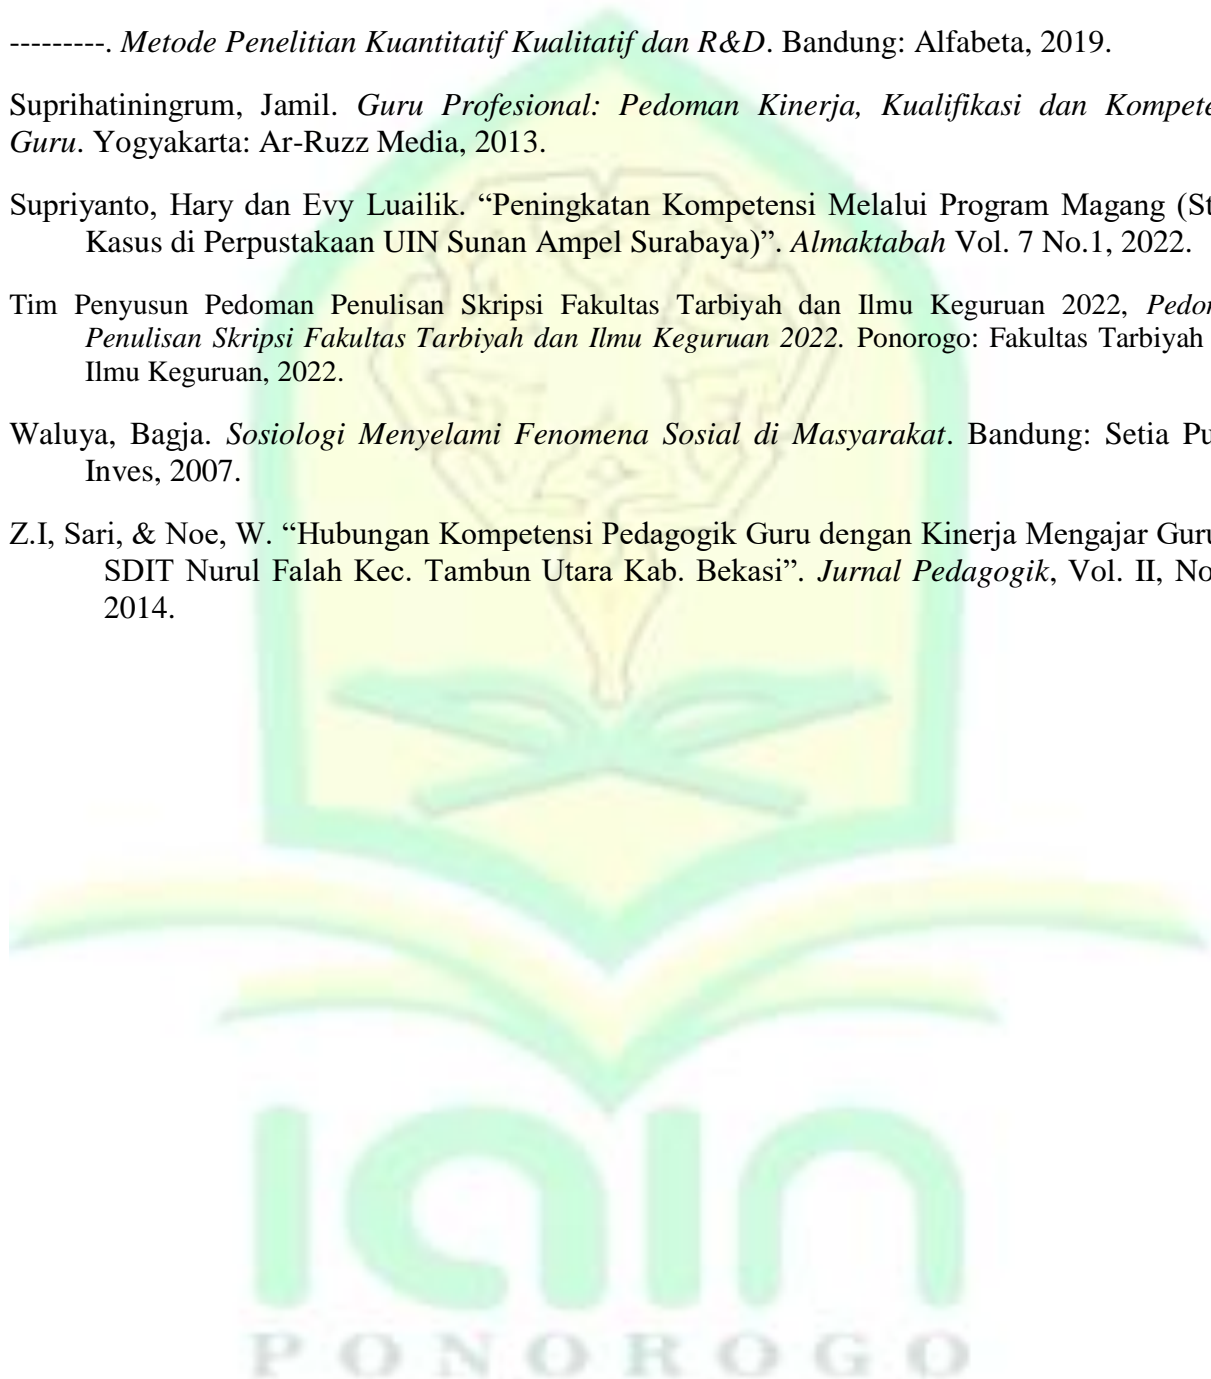 ---------. Metode Penelitian Kuantitatif Kualitatif dan R&D. Bandung: Alfabeta, 2019.
Suprihatiningrum, Jamil. Guru Profesional: Pedoman Kinerja, Kualifikasi dan Kompete
Guru. Yogyakarta: Ar-Ruzz Media, 2013.
Supriyanto, Hary dan Evy Luailik. “Peningkatan Kompetensi Melalui Program Magang (St
Kasus di Perpustakaan UIN Sunan Ampel Surabaya)”. Almaktabah Vol. 7 No.1, 2022.
Tim Penyusun Pedoman Penulisan Skripsi Fakultas Tarbiyah dan Ilmu Keguruan 2022, Pedor
Penulisan Skripsi Fakultas Tarbiyah dan Ilmu Keguruan 2022. Ponorogo: Fakultas Tarbiyah
Ilmu Keguruan, 2022.
Waluya, Bagja. Sosiologi Menyelami Fenomena Sosial di Masyarakat. Bandung: Setia Pu
Inves, 2007.
Z.I, Sari, & Noe, W. “Hubungan Kompetensi Pedagogik Guru dengan Kinerja Mengajar Guru
SDIT Nurul Falah Kec. Tambun Utara Kab. Bekasi”. Jurnal Pedagogik, Vol. II, No
2014.
iain
PONOROGO